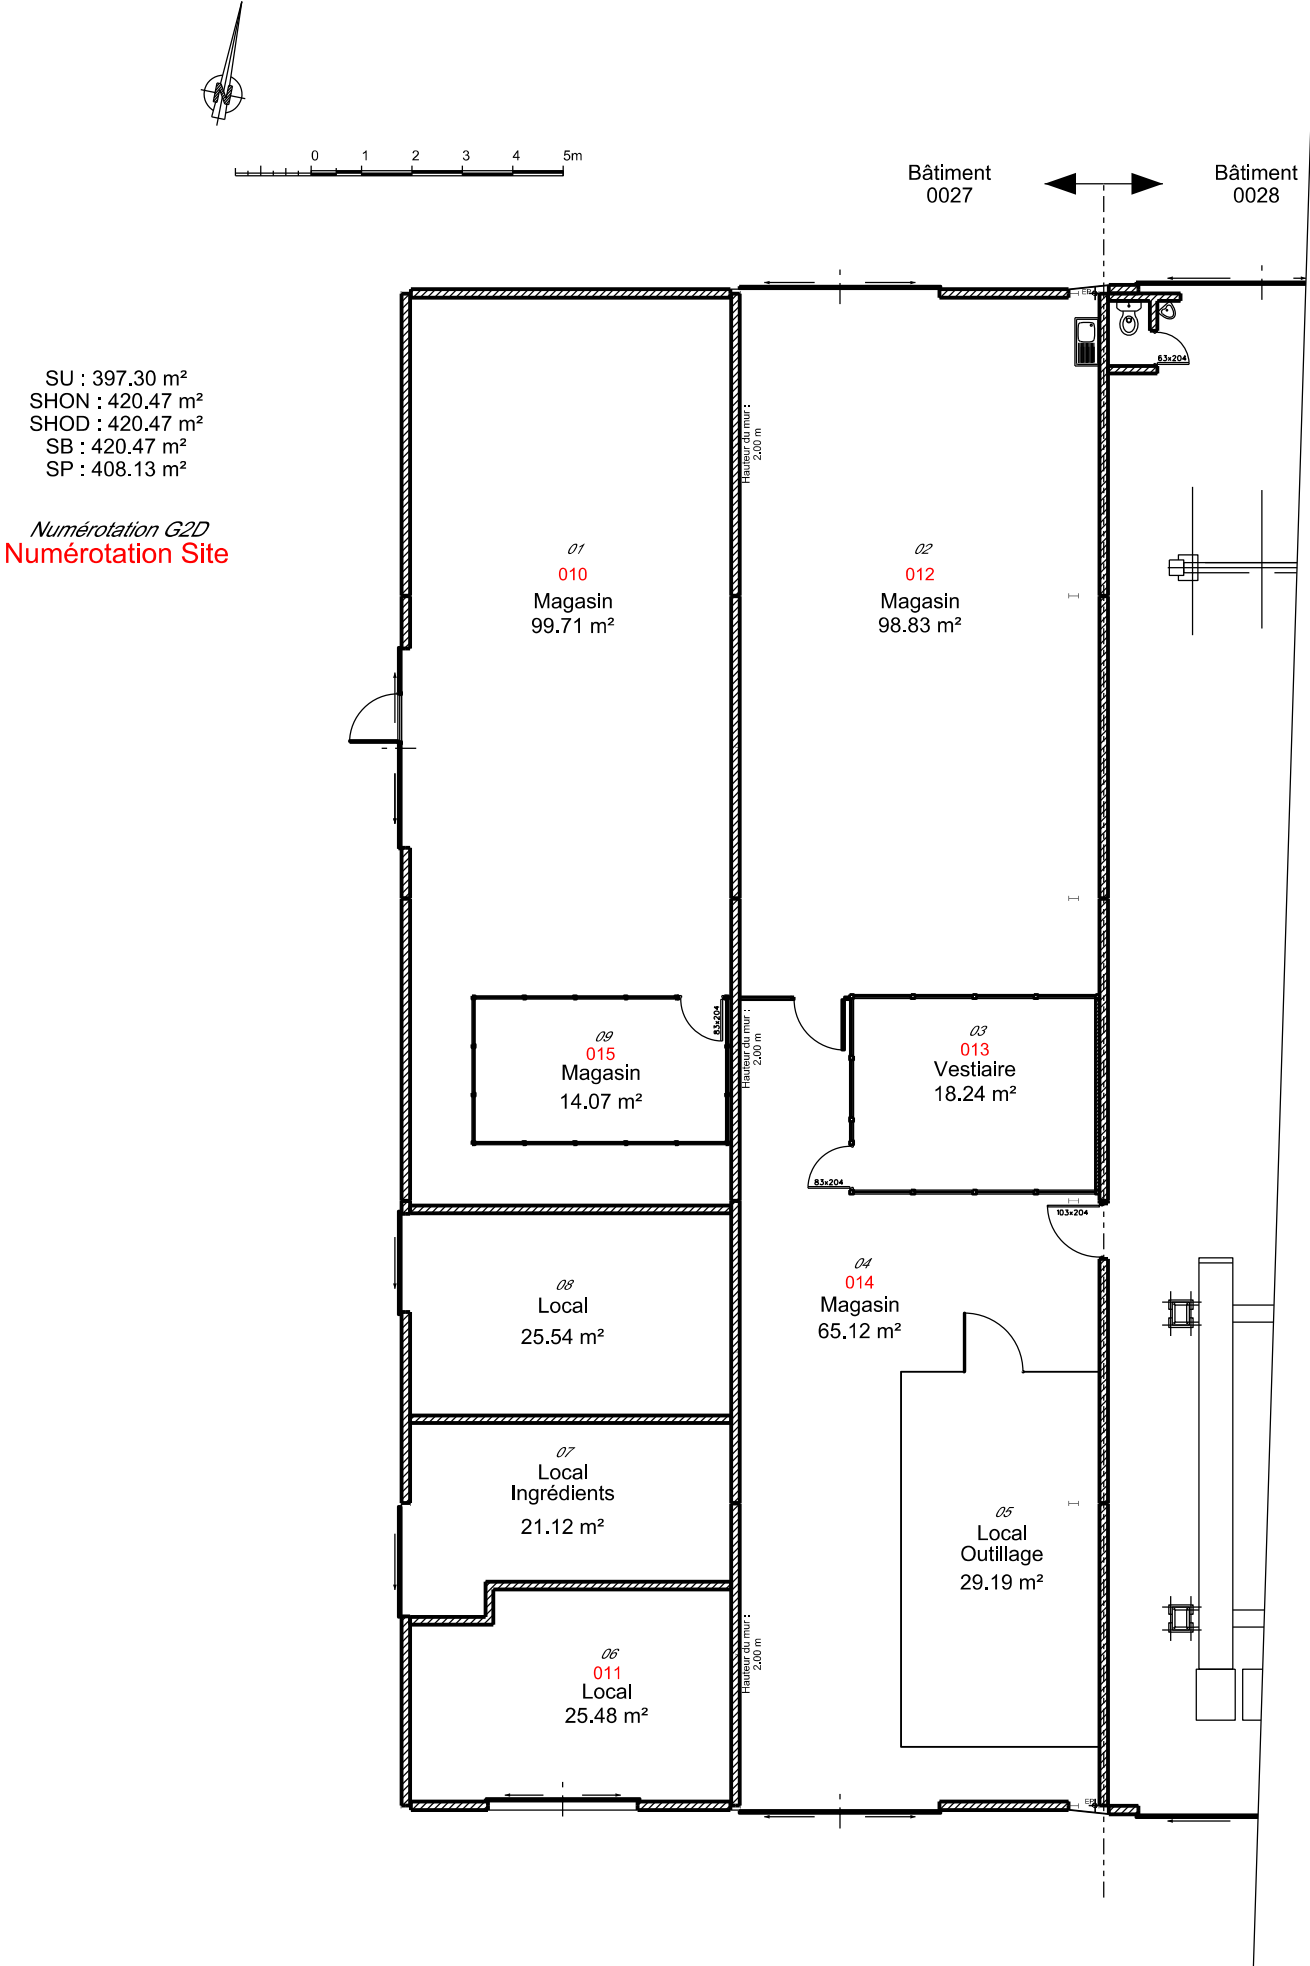 N
0 1 2 3 4 5m
Bâtiment
0027
Bâtiment
0028
SU : 397.30 m²
SHON : 420.47 m²
SHOD : 420.47 m²
SB : 420.47 m²
SP : 408.13 m²
Numérotation G2D
Numérotation Site
EP
63x204
Hauteur du mur :
2.00 m
01
010
Magasin
99.71 m²
02
012
Magasin
98.83 m²
09
015
Magasin
14.07 m²
83x204
Hauteur du mur :
2.00 m
03
013
Vestiaire
18.24 m²
83x204
103x204
08
Local
25.54 m²
04
014
Magasin
65.12 m²
07
Local
Ingrédients
21.12 m²
05
Local
Outillage
29.19 m²
06
011
Local
25.48 m²
Hauteur du mur :
2.00 m
EP